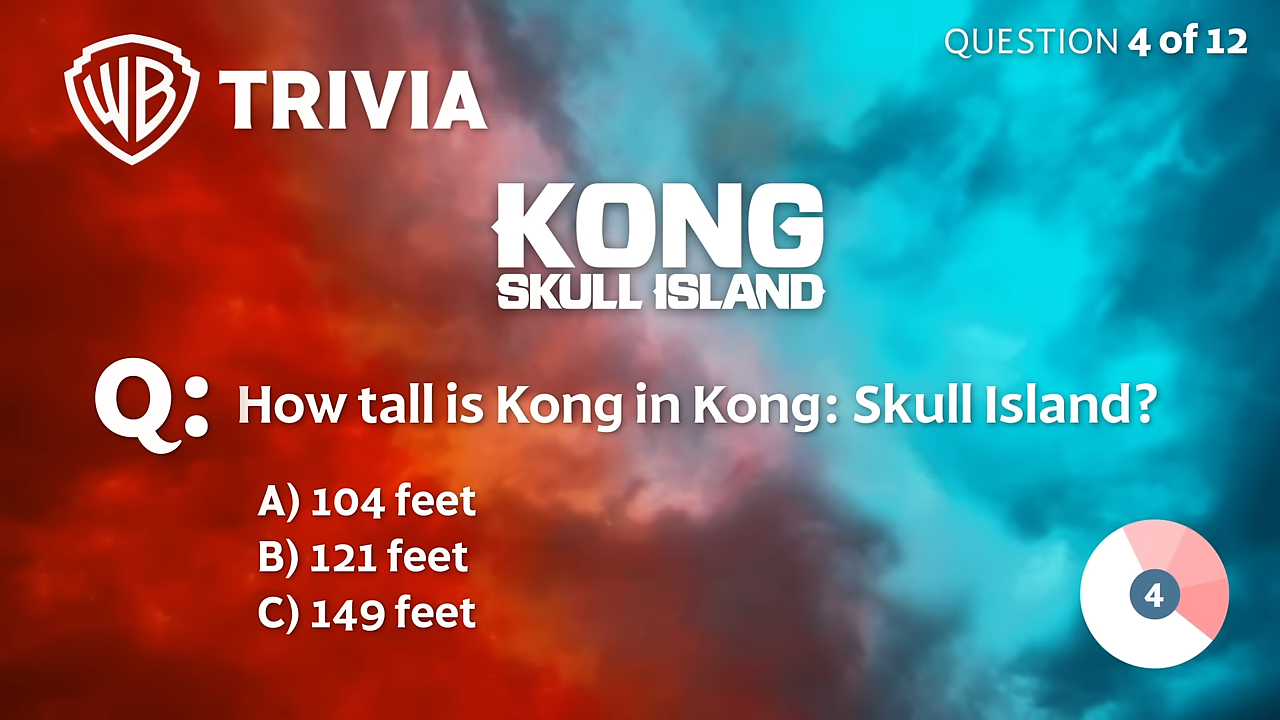 WB TRIVIA
QUESTION 4 of 12
KONG
SKULL ISLAND
Q: How tall is Kong in Kong: Skull Island?
A) 104 feet
B) 121 feet
C) 149 feet
4